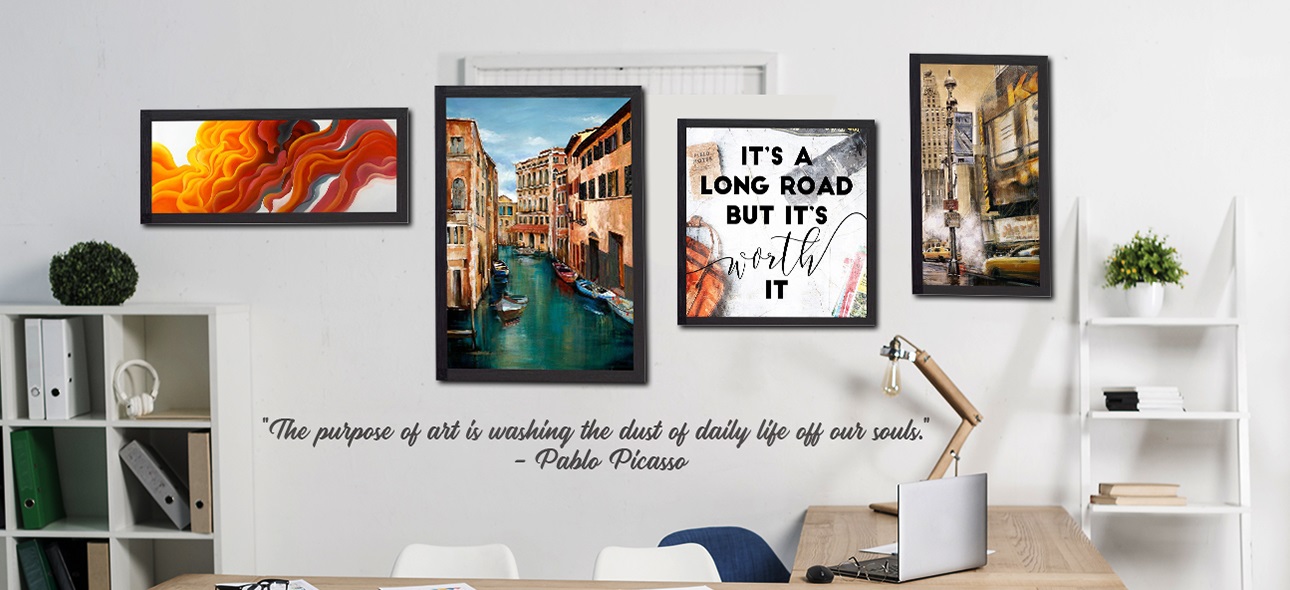 IT'S A
LONG ROAD
BUT IT'S
worth
IT
"The purpose of art is washing the dust of daily life off our souls."
- Pablo Picasso